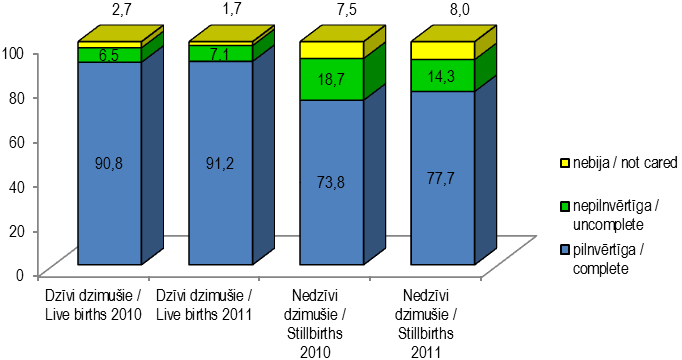 2,7
1,7
7,5
8,0
100
80
60
40
20
0
6,5
7,1
18,7
14,3
90,8
91,2
73,8
77,7
nebija / not cared
nepilnvērtīga /
uncomplete
pilnvērtīga /
complete
Dzīvi dzimušie /
Live births 2010
Dzīvi dzimušie /
Live births 2011
Nedzīvi
dzimušie /
Stillbirths
2010
Nedzīvi
dzimušie /
Stillbirths
2011